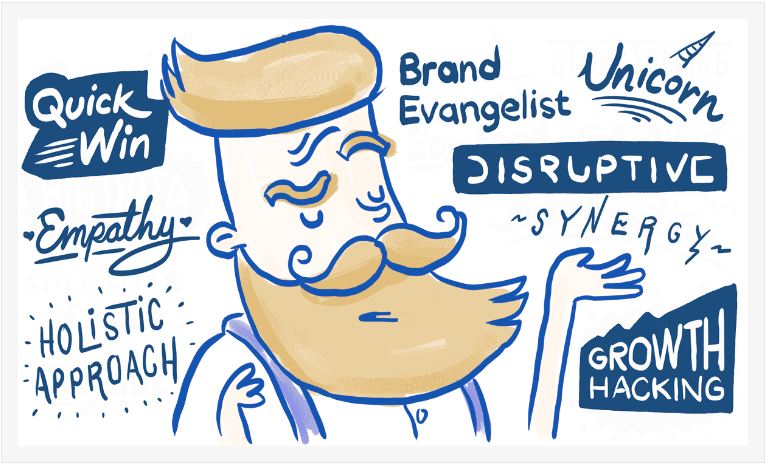 Quick
Win
Brand
Evangelist
Unicorn
DISRUPTIVE
Empathy
~SYNERGY~
HOLiSTiC
APPROACH
GROWTH
HACKING